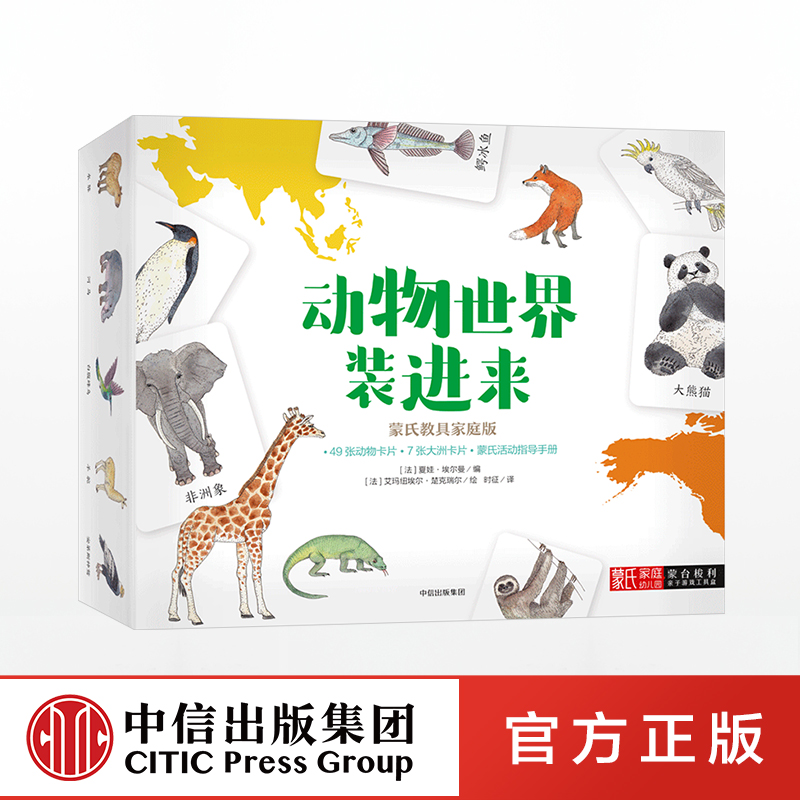 鳄冰鱼
动物世界
装进来
大熊猫
蒙氏教具家庭版
·49张动物卡片·7张大洲卡片·蒙氏活动指导手册
[法]夏娃·埃尔曼/编
[法]艾玛纽埃尔·楚克瑞尔/绘 时征/译
非洲象
中信出版集团
蒙氏 家庭幼儿园
蒙台梭利
亲子游戏工具盒
中信出版集团
CITIC Press Group
官方正版